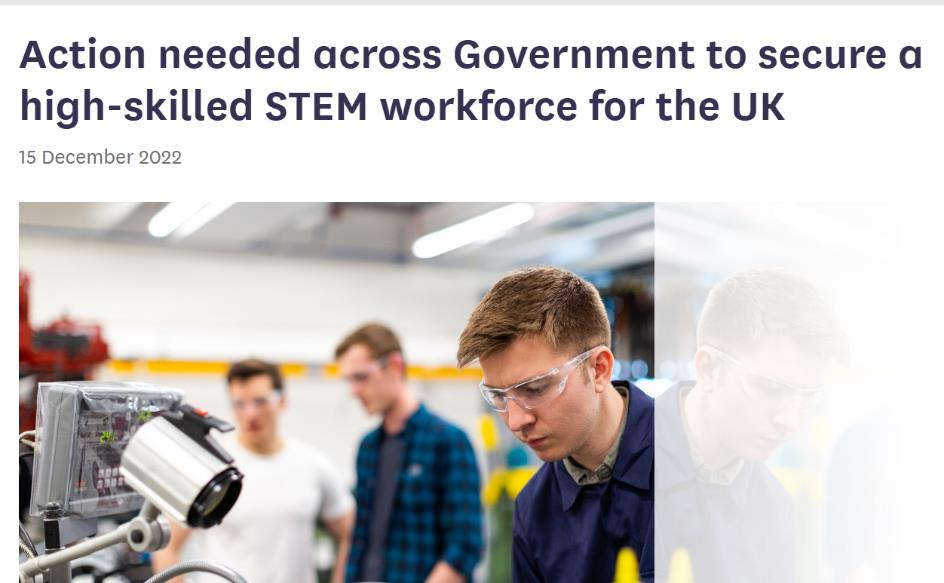 Action needed across Government to secure a
high-skilled STEM workforce for the UK
15 December 2022